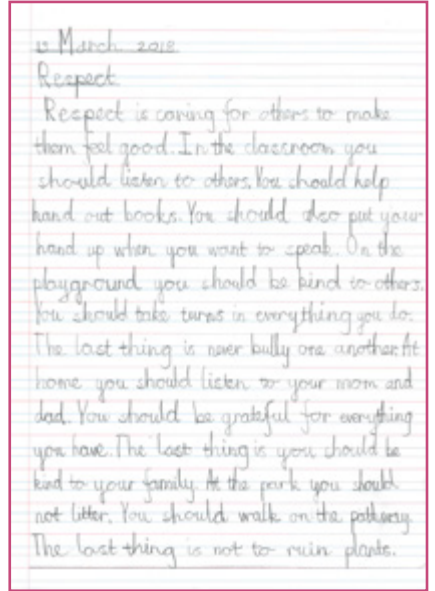 March 2018
Respect
Respect is caring for others to make
them feel good. In the classroom you
should listen to others. You should help
hand out books. You should also put your
hand up when you want to speak. On the
playground you should be kind to others.
You should take turns in everything you do.
The last thing is never bully one another. At
home you should listen to your mom and
dad. You should be grateful for everything
you have. The last thing is you should be
kind to your family. At the park you should
not litter. You should walk on the pathway.
The last thing is not to ruin plants.